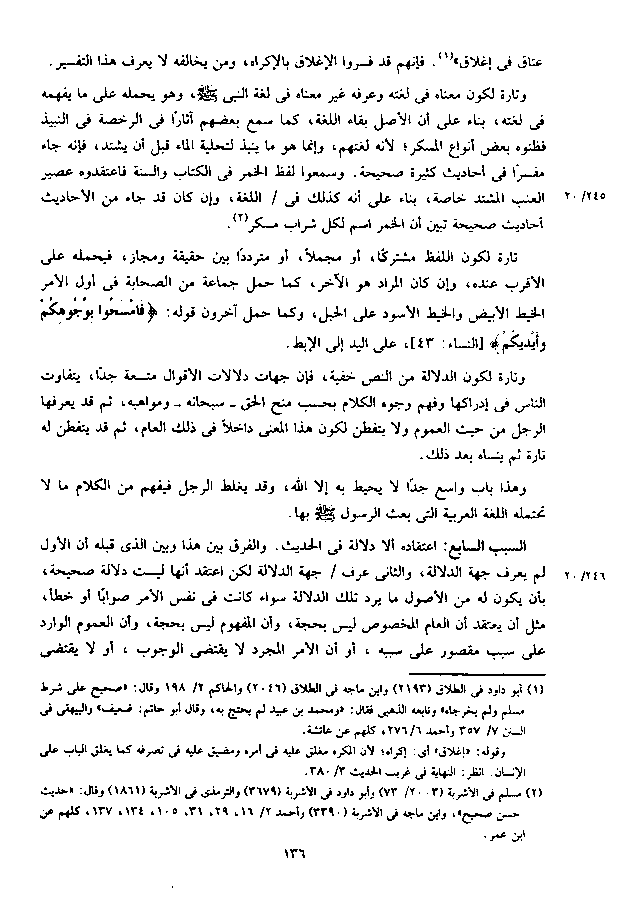 عتاق فى إغلاق»(١). فإنهم قد فسروا الإغلاق بالإكراه، ومن يخالفه لا يعرف هذا التفسير.
وتارة لكون معناه فى لغته وعرفه غير معناه فى لغة النبى ﷺ، وهو يحمله على ما يفهمه
فى لغته، بناء على أن الأصل بقاء اللغة، كما سمع بعضهم آثارًا فى الرخصة فى النبيذ
فظنوه بعض أنواع المسكر؛ لأنه لغتهم، وإنما هو ما ينبذ لتحلية الماء قبل أن يشتد، فإنه جاء
مفسرًا فى أحاديث كثيرة صحيحة. وسمعوا لفظ الخمر فى الكتاب والسنة فاعتقدوه عصير
العنب المشتد خاصة، بناء على أنه كذلك فى / اللغة، وإن كان قد جاء من الأحاديث
٢٠/٢٤٥
أحاديث صحيحة تبين أن الخمر اسم لكل شراب مسكر(٢).
تارة لكون اللفظ مشتركًا، أو مجملاً، أو مترددًا بين حقيقة ومجاز، فيحمله على
الأقرب عنده، وإن كان المراد هو الآخر، كما حمل جماعة من الصحابة فى أول الأمر
الخيط الأبيض والخيط الأسود على الحبل، وكما حمل آخرون قوله: ﴿فَامْسَحُوا بِوُجُوهِكُمْ
وَأَيْدِيكُمْ﴾ [النساء: ٤٣]، على اليد إلى الإبط.
وتارة لكون الدلالة من النص خفية، فإن جهات دلالات الأقوال متسعة جدًا، يتفاوت
الناس فى إدراكها وفهم وجوه الكلام بحسب منح الحق ـ سبحانه ـ ومواهبه، ثم قد يعرفها
الرجل من حيث العموم ولا يتفطن لكون هذا المعنى داخلاً فى ذلك العام، ثم قد يتفطن له
تارة ثم ينساه بعد ذلك.
وهذا باب واسع جدًا لا يحيط به إلا الله، وقد يغلط الرجل فيفهم من الكلام ما لا
تحتمله اللغة العربية التى بعث الرسول ﷺ بها.
السبب السابع: اعتقاده ألا دلالة فى الحديث. والفرق بين هذا وبين الذى قبله أن الأول
لم يعرف جهة الدلالة، والثانى عرف / جهة الدلالة لكن اعتقد أنها ليست دلالة صحيحة،
٢٠/٢٤٦
بأن يكون له من الأصول ما يرد تلك الدلالة سواء كانت فى نفس الأمر صوابًا أو خطأ،
مثل أن يعتقد أن العام المخصوص ليس بحجة، وأن المفهوم ليس بحجة، وأن العموم الوارد
على سبب مقصور على سببه ، أو أن الأمر المجرد لا يقتضى الوجوب ، أو لا يقتضى
(١) أبو داود فى الطلاق (٢١٩٣) وابن ماجه فى الطلاق (٢٠٤٦) والحاكم ٢/ ١٩٨ وقال: «صحيح على شرط
مسلم ولم يخرجاه» وتابعه الذهبى فقال: «ومحمد بن عبيد لم يحتج به، وقال أبو حاتم: ضعيف» والبيهقى فى
السنن ٧/ ٣٥٧ وأحمد ٦/ ٢٧٦، كلهم عن عائشة.
وقوله: «إغلاق» أى: إكراه؛ لأن المكره مغلق عليه فى أمره ومضيق عليه فى تصرفه كما يغلق الباب على
الإنسان. انظر: النهاية فى غريب الحديث ٣/ ٣٨٠.
(٢) مسلم فى الأشربة (٢٠٠٣/ ٧٣) وأبو داود فى الأشربة (٣٦٧٩) والترمذى فى الأشربة (١٨٦١) وقال: «حديث
حسن صحيح»، وابن ماجه فى الأشربة (٣٣٩٠) وأحمد ٢/ ١٦، ٢٩، ٣١، ١٠٥، ١٣٤، ١٣٧، كلهم عن
ابن عمر.
١٣٦